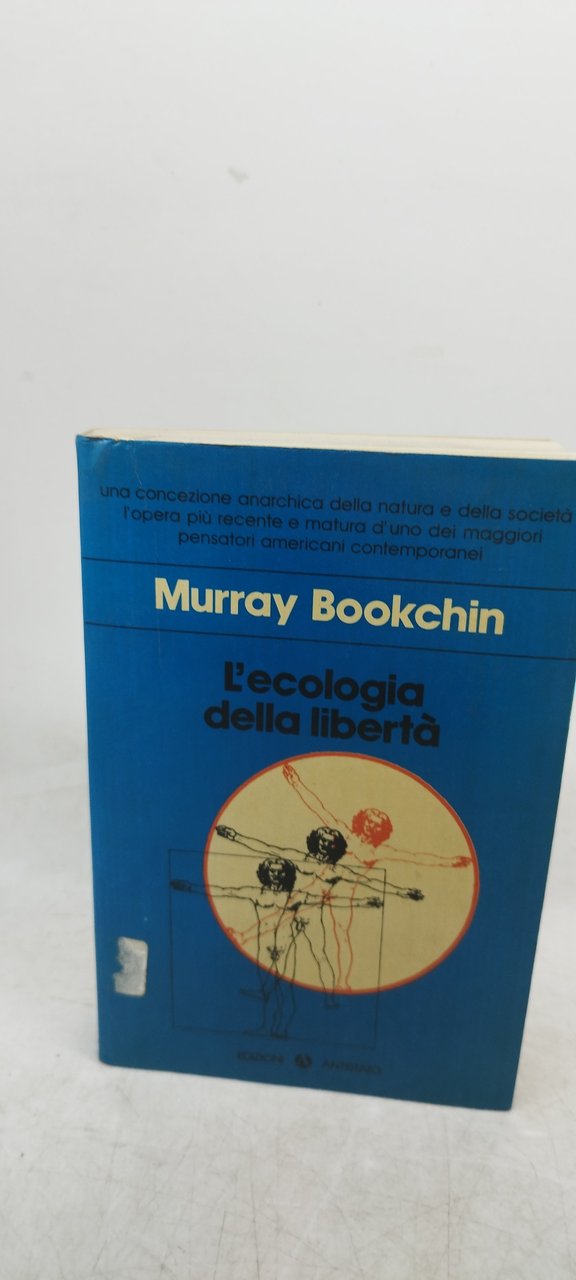 una concezione anarchica della natura e della società
l'opera più recente e matura d'uno dei maggiori
pensatori americani contemporanei
Murray Bookchin
L'ecologia
della libertà
EDIZIONI ANTISTATO